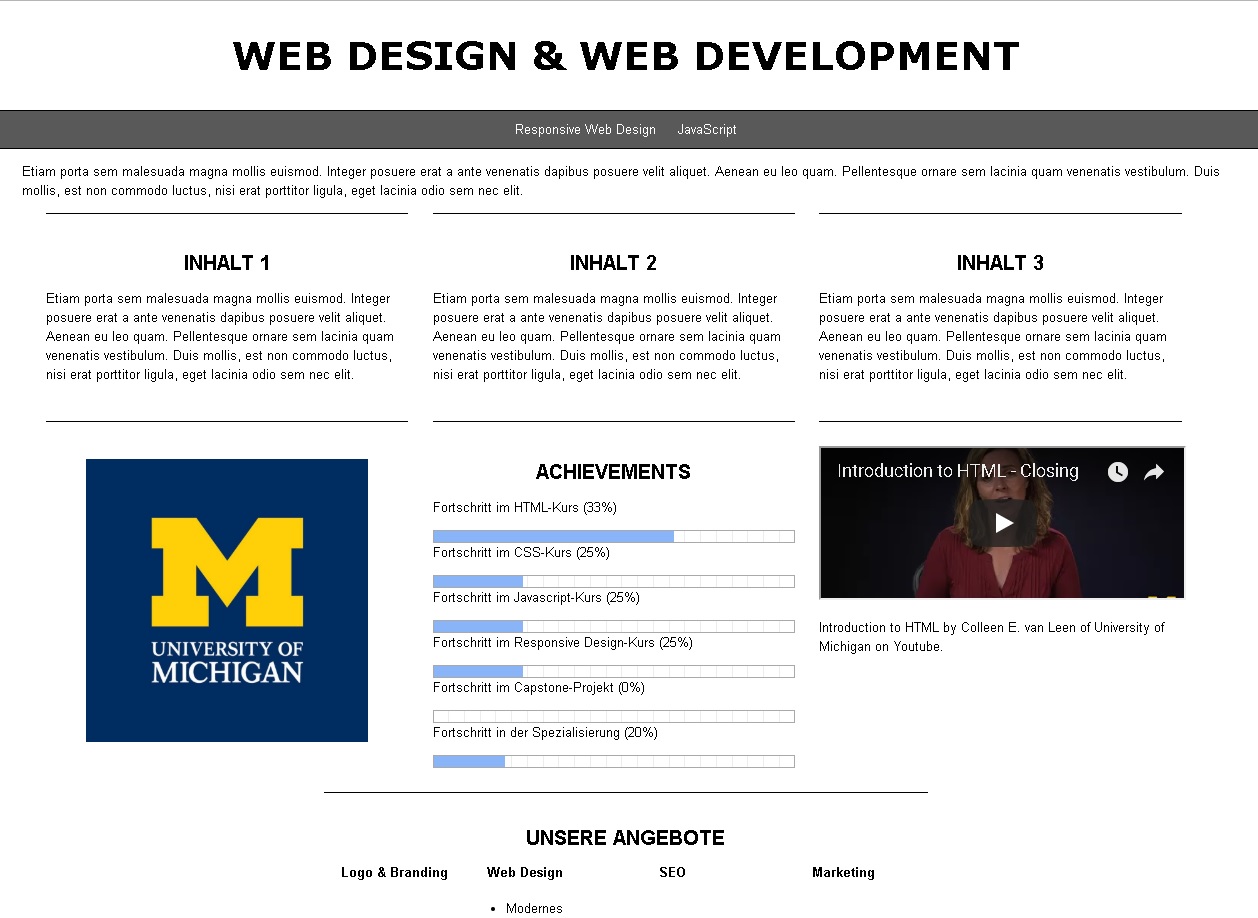 WEB DESIGN & WEB DEVELOPMENT
Responsive Web Design JavaScript
Etiam porta sem malesuada magna mollis euismod. Integer posuere erat a ante venenatis dapibus posuere velit aliquet. Aenean eu leo quam. Pellentesque ornare sem lacinia quam venenatis vestibulum. Duis
mollis, est non commodo luctus, nisi erat porttitor ligula, eget lacinia odio sem nec elit.
INHALT 1
Etiam porta sem malesuada magna mollis euismod. Integer
posuere erat a ante venenatis dapibus posuere velit aliquet.
Aenean eu leo quam. Pellentesque ornare sem lacinia quam
venenatis vestibulum. Duis mollis, est non commodo luctus,
nisi erat porttitor ligula, eget lacinia odio sem nec elit.
INHALT 2
Etiam porta sem malesuada magna mollis euismod. Integer
posuere erat a ante venenatis dapibus posuere velit aliquet.
Aenean eu leo quam. Pellentesque ornare sem lacinia quam
venenatis vestibulum. Duis mollis, est non commodo luctus,
nisi erat porttitor ligula, eget lacinia odio sem nec elit.
INHALT 3
Etiam porta sem malesuada magna mollis euismod. Integer
posuere erat a ante venenatis dapibus posuere velit aliquet.
Aenean eu leo quam. Pellentesque ornare sem lacinia quam
venenatis vestibulum. Duis mollis, est non commodo luctus,
nisi erat porttitor ligula, eget lacinia odio sem nec elit.
M
UNIVERSITY OF
MICHIGAN
ACHIEVEMENTS
Fortschritt im HTML-Kurs (33%)
Fortschritt im CSS-Kurs (25%)
Fortschritt im Javascript-Kurs (25%)
Fortschritt im Responsive Design-Kurs (25%)
Fortschritt im Capstone-Projekt (0%)
Fortschritt in der Spezialisierung (20%)
Introduction to HTML - Closing
Introduction to HTML by Colleen E. van Leen of University of
Michigan on Youtube.
UNSERE ANGEBOTE
Logo & Branding Web Design SEO Marketing
• Modernes